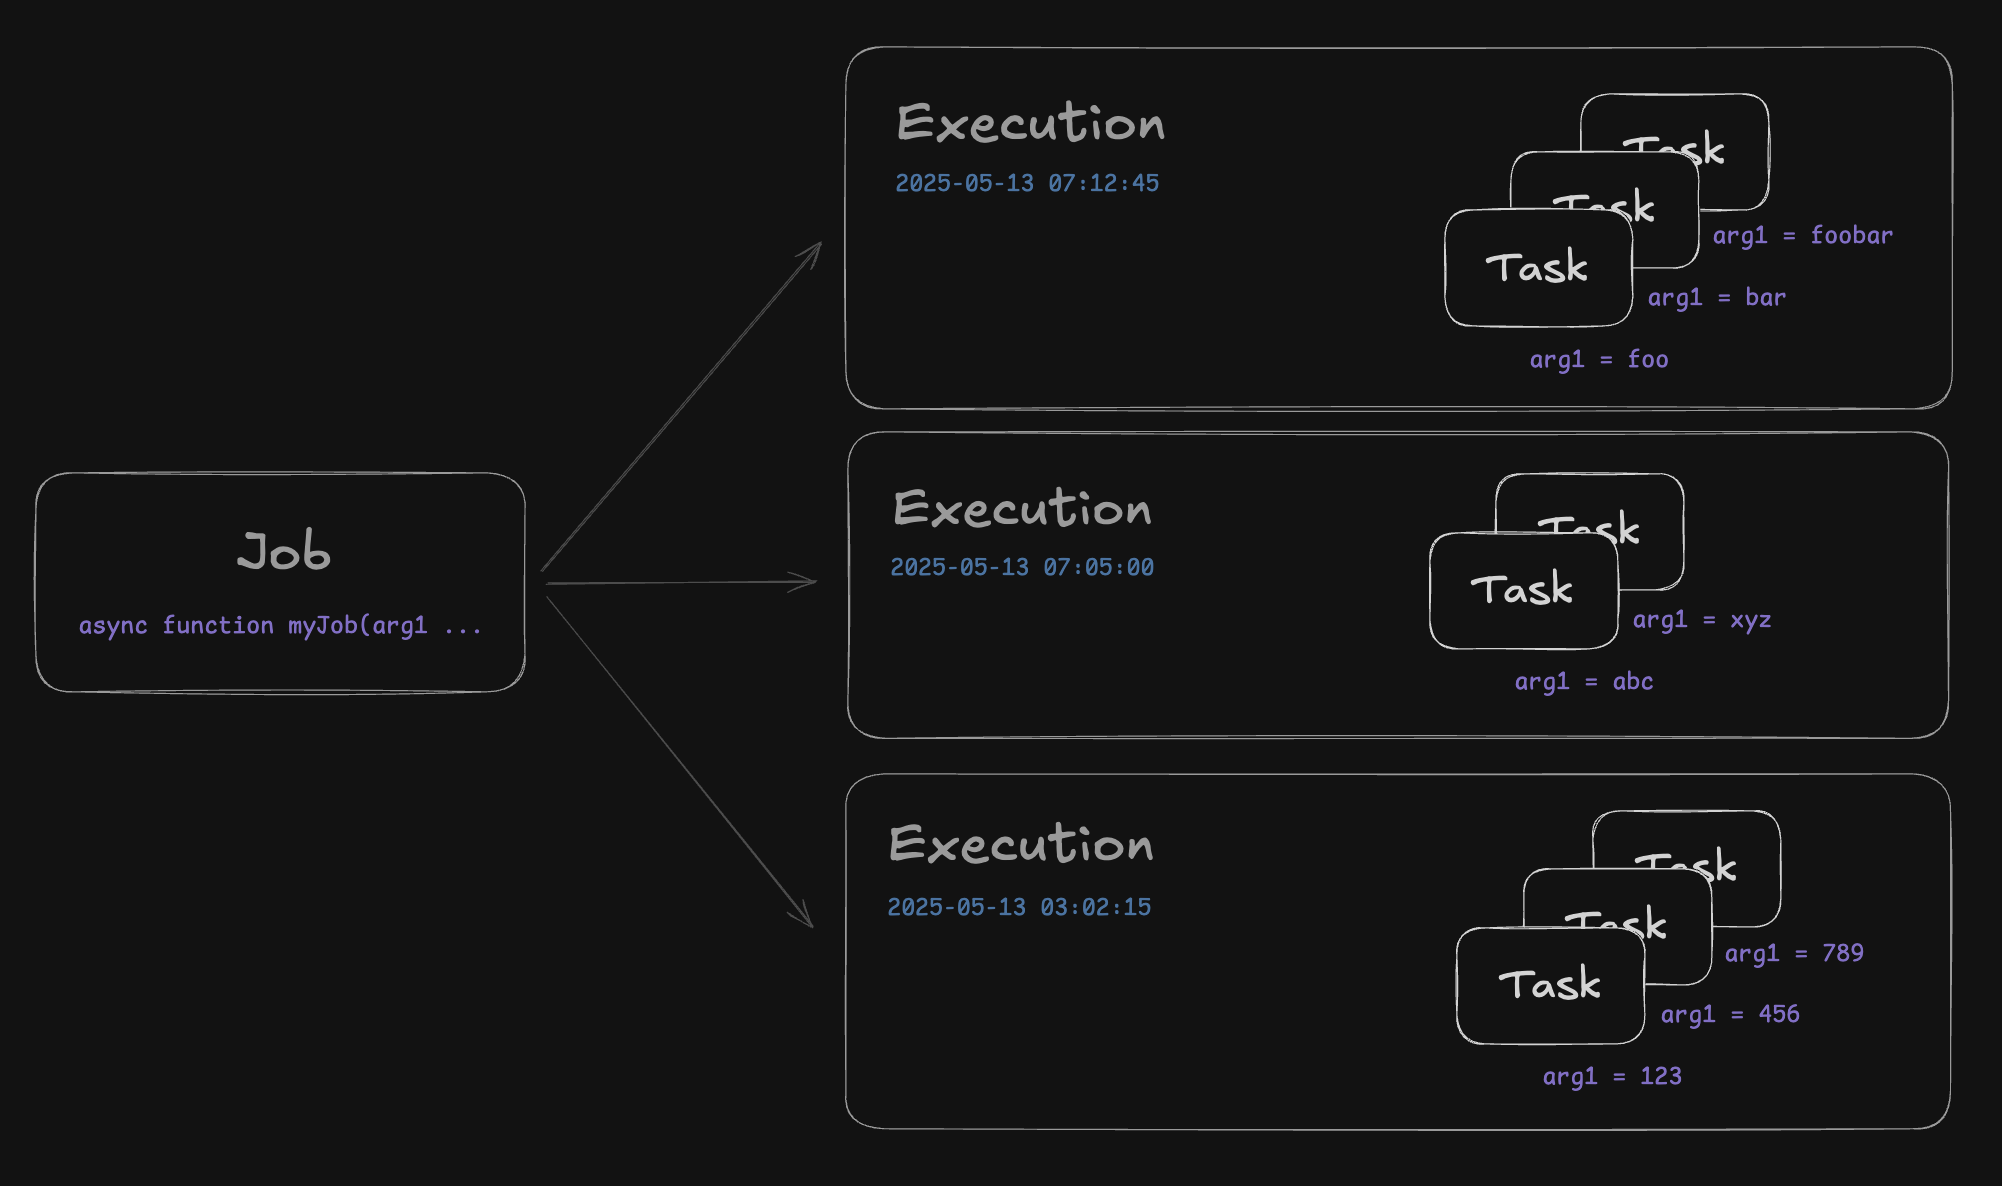 Job
async function myJob(arg1 ...
Execution
2025-05-13 07:12:45
Task
Task
Task
arg1 = foobar
arg1 = bar
arg1 = foo
Execution
2025-05-13 07:05:00
Task
Task
arg1 = xyz
arg1 = abc
Execution
2025-05-13 03:02:15
Task
Task
Task
arg1 = 789
arg1 = 456
arg1 = 123